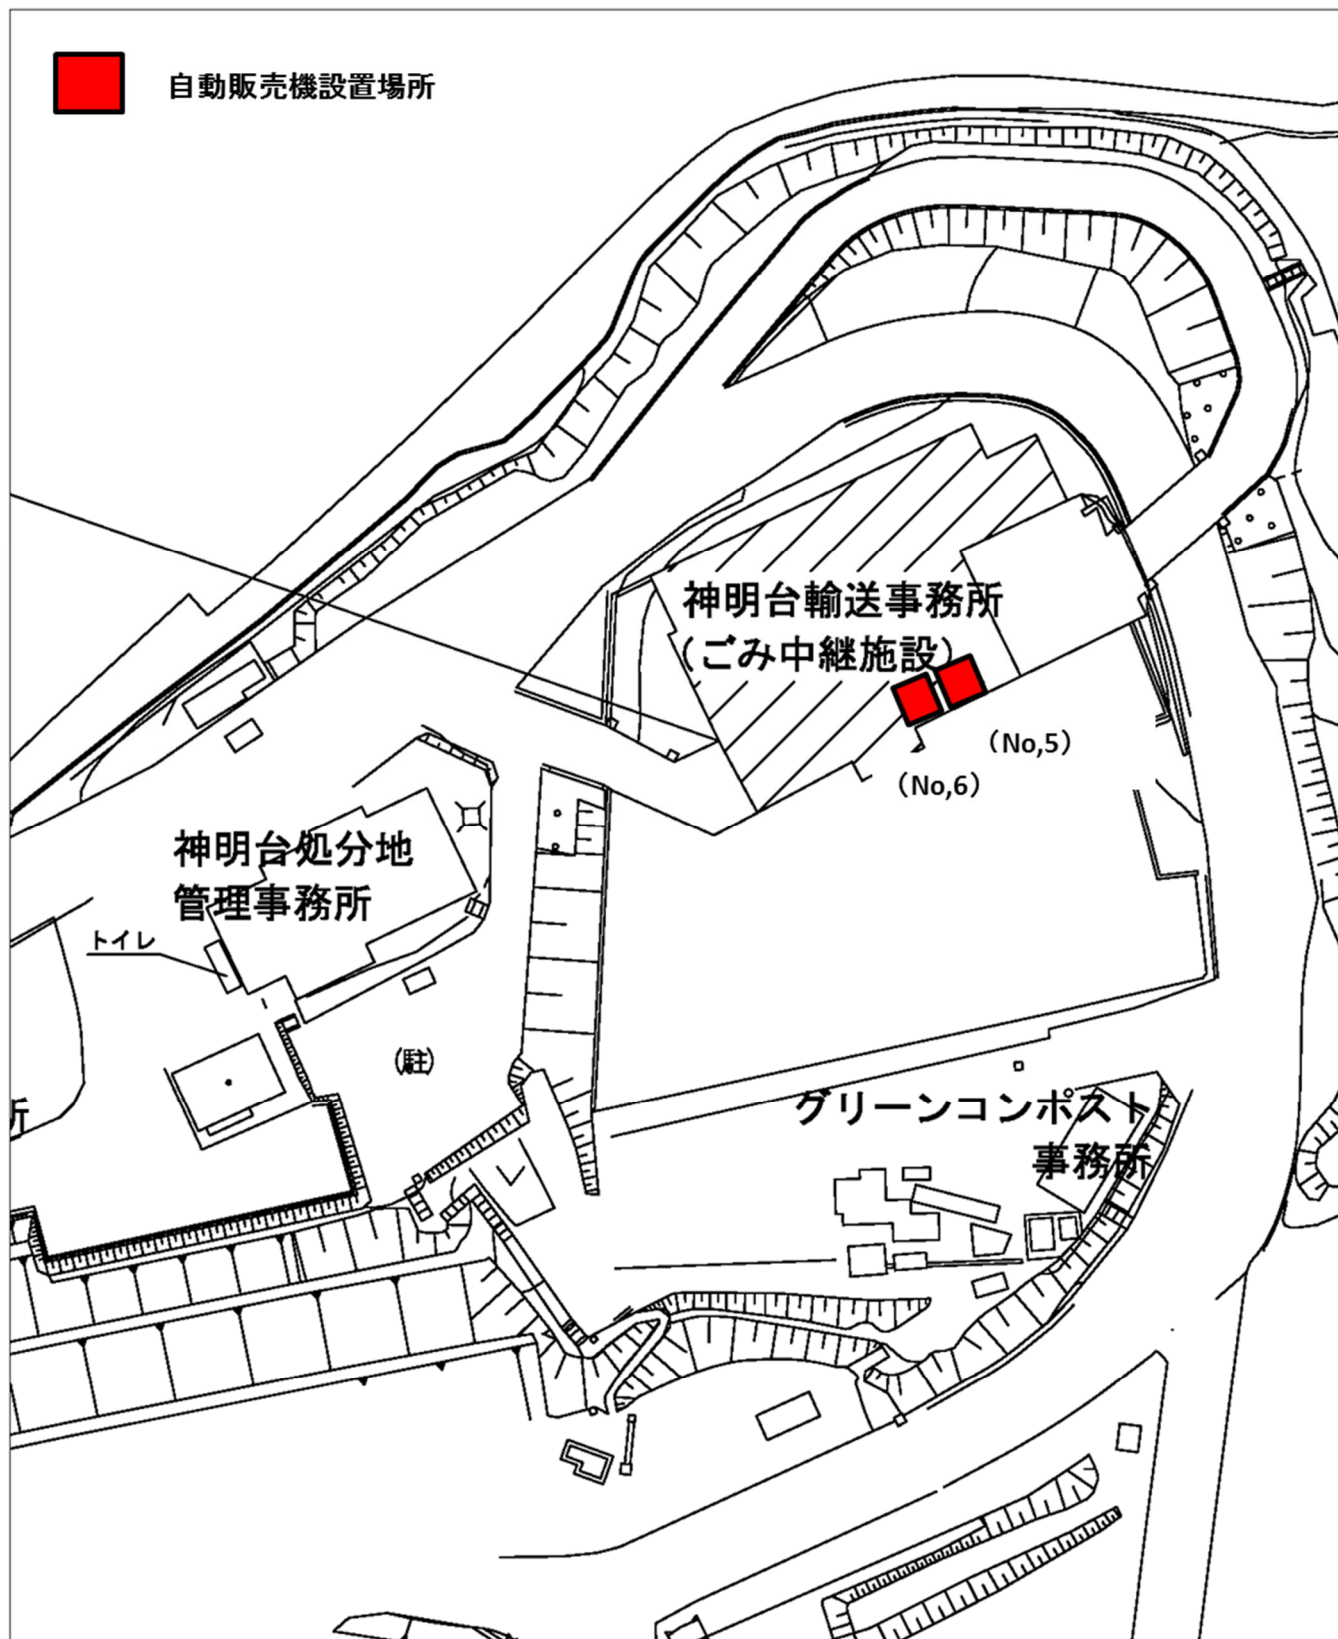 自動販売機設置場所
神明台輸送事務所
（ごみ中継施設）
（No,5）
（No,6）
神明台処分地
管理事務所
トイレ
（駐）
所
グリーンコンポスト
事務所